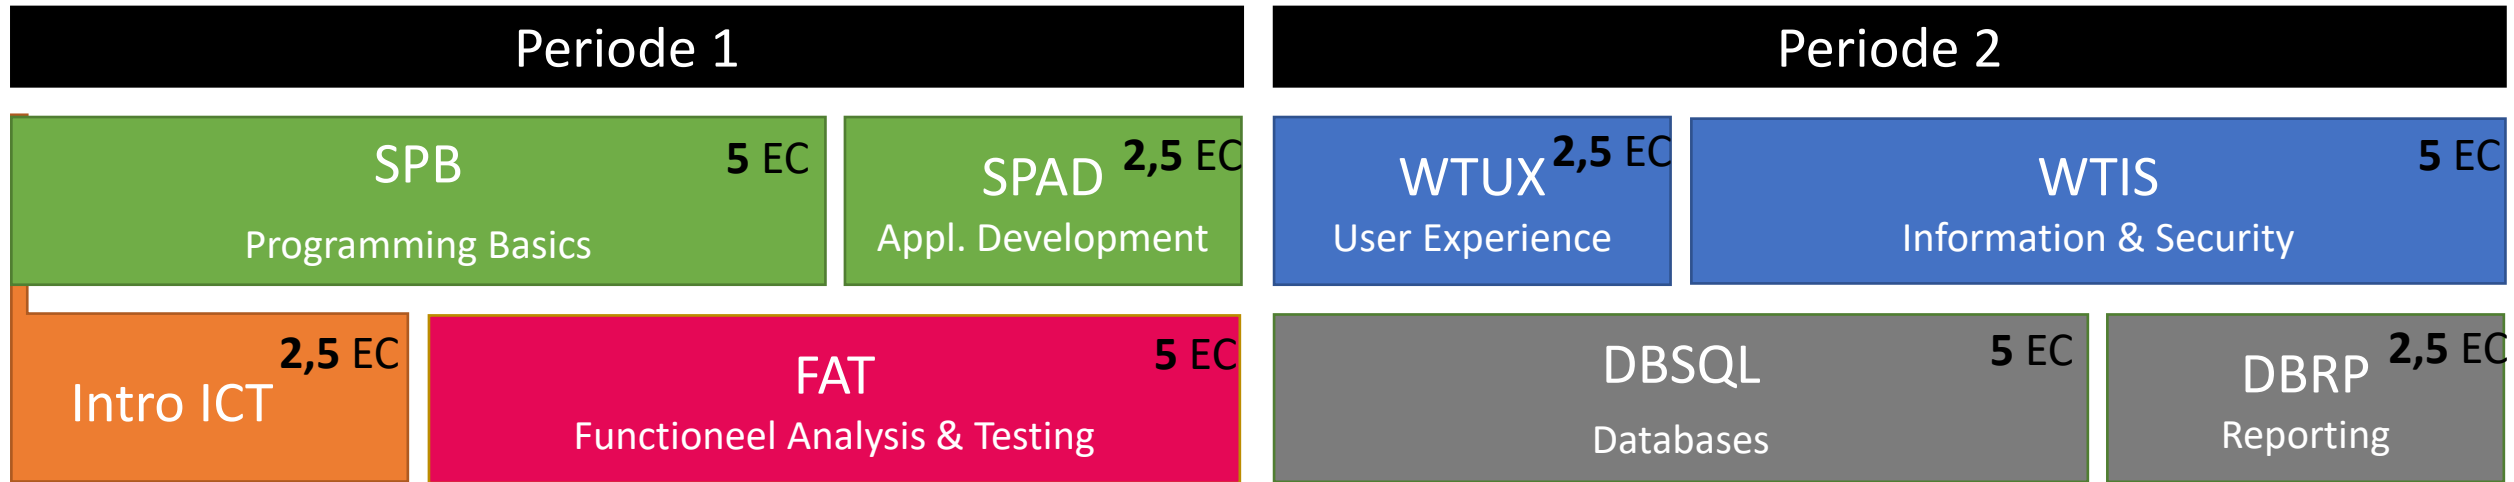 Periode 1
Periode 2
SPB
5 EC
Programming Basics
SPAD
2,5 EC
Appl. Development
WTUX
2,5 EC
User Experience
WTIS
5 EC
Information & Security
Intro ICT
2,5 EC
FAT
5 EC
Functioneel Analysis & Testing
DBSQL
5 EC
Databases
DBRP
2,5 EC
Reporting